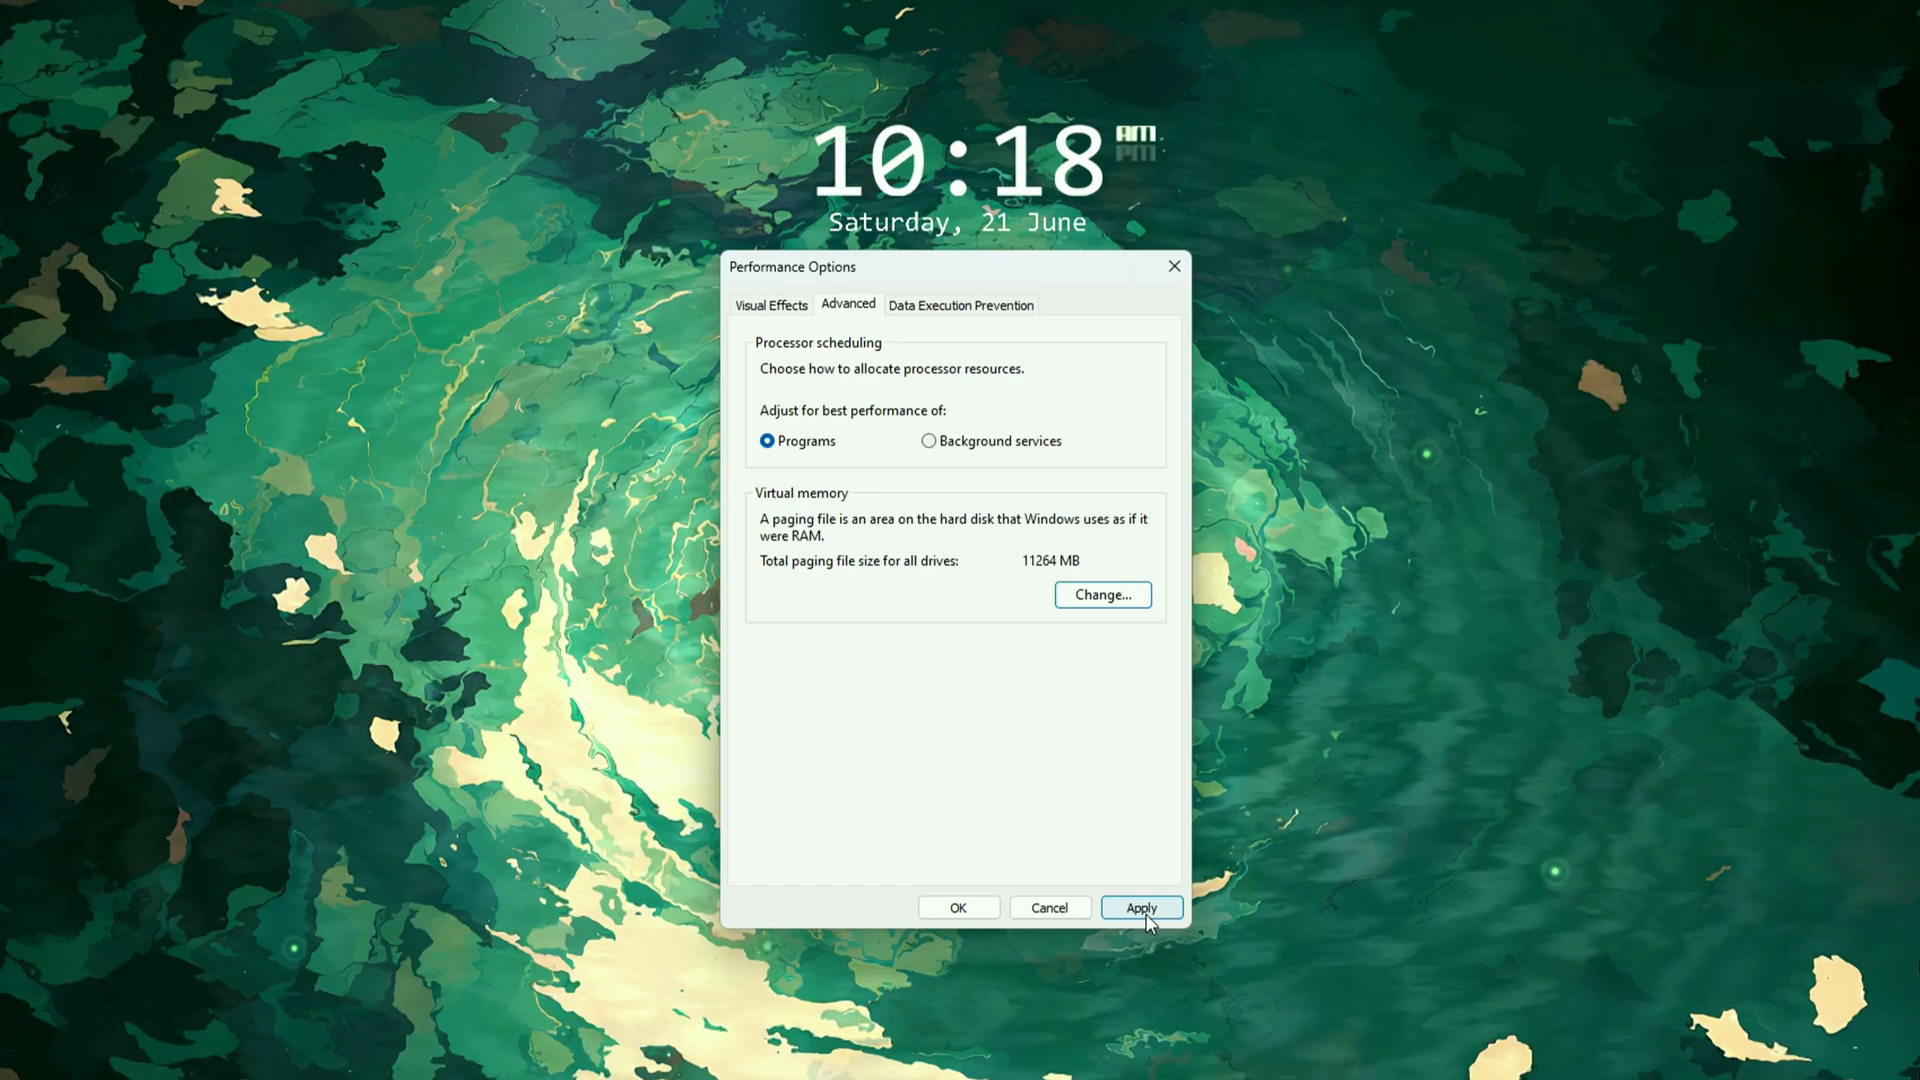 10:18 AM
PM
Saturday, 21 June
Performance Options
Visual Effects Advanced Data Execution Prevention
Processor scheduling
Choose how to allocate processor resources.
Adjust for best performance of:
Programs Background services
Virtual memory
A paging file is an area on the hard disk that Windows uses as if it
were RAM.
Total paging file size for all drives: 11264 MB
Change...
OK Cancel Apply